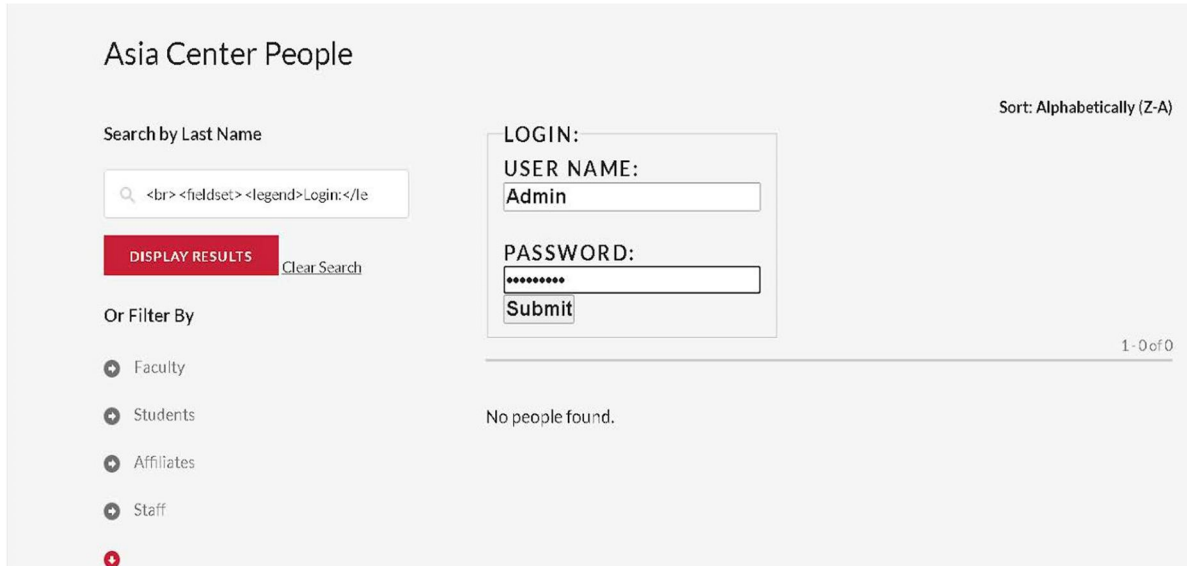 Asia Center People
Sort: Alphabetically (Z-A)
Search by Last Name
<br> <fieldset> <legend>Login:</le
DISPLAY RESULTS
Clear Search
Or Filter By
Faculty
Students
Affiliates
Staff
LOGIN:
USER NAME:
Admin
PASSWORD:
•••••••••
Submit
1 - 0 of 0
No people found.